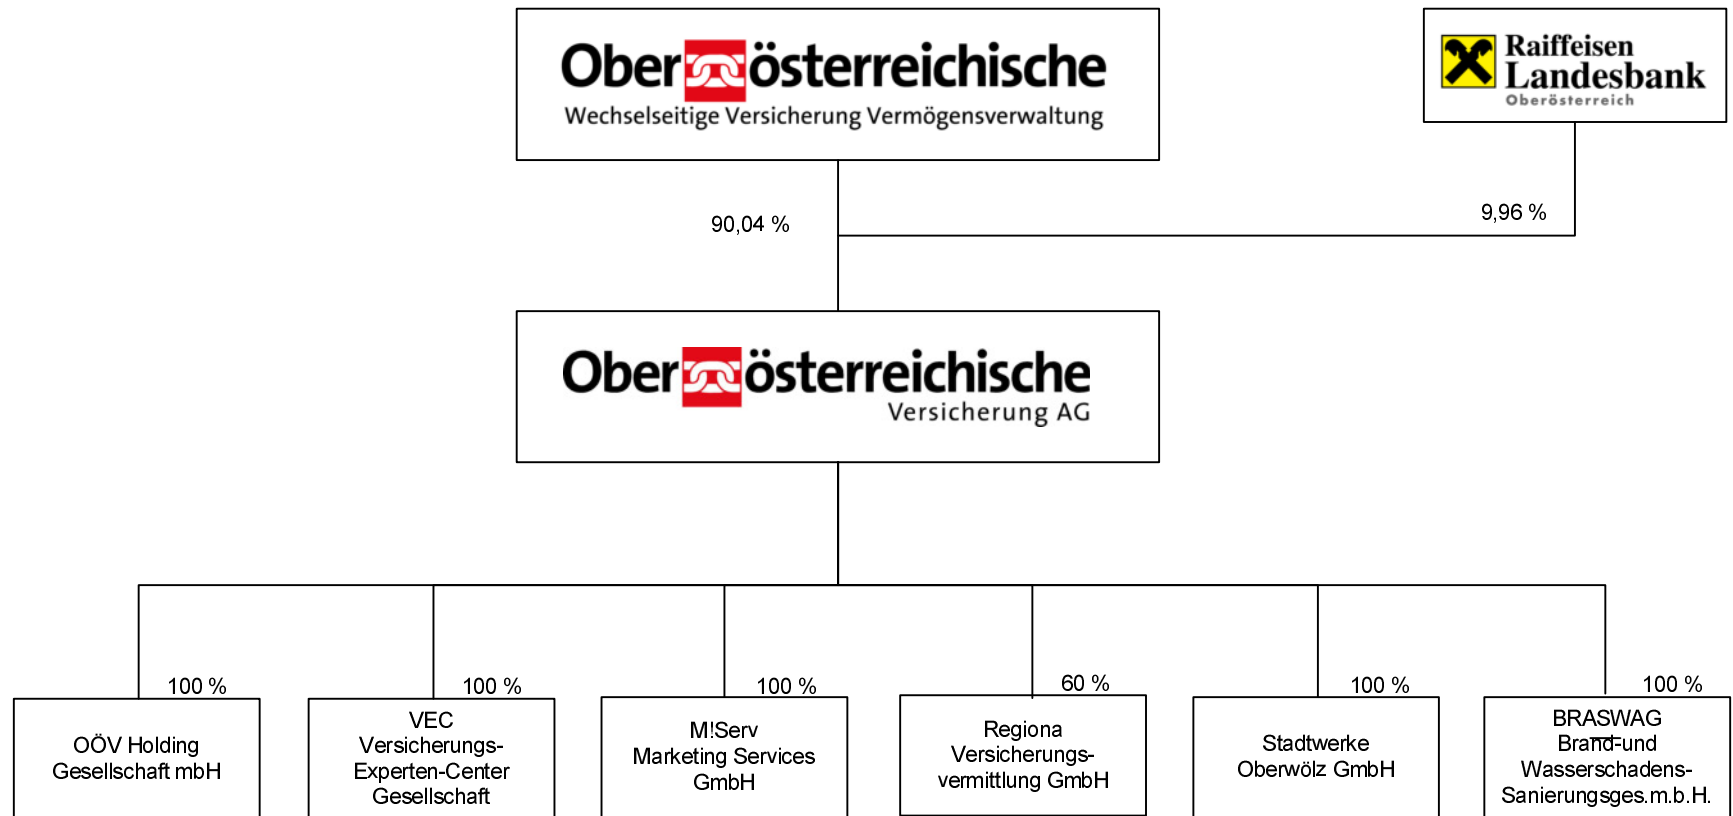 Oberösterreichische
Wechselseitige Versicherung Vermögensverwaltung
Raiffeisen
Landesbank
Oberösterreich
90,04 %
9,96 %
Oberösterreichische
Versicherung AG
100 %
OÖV Holding
Gesellschaft mbH
100 %
VEC
Versicherungs-
Experten-Center
Gesellschaft
100 %
M!Serv
Marketing Services
GmbH
60 %
Regiona
Versicherungs-
vermittlung GmbH
100 %
Stadtwerke
Oberwölz GmbH
100 %
BRASWAG
Brand-und
Wasserschadens-
Sanierungsges.m.b.H.